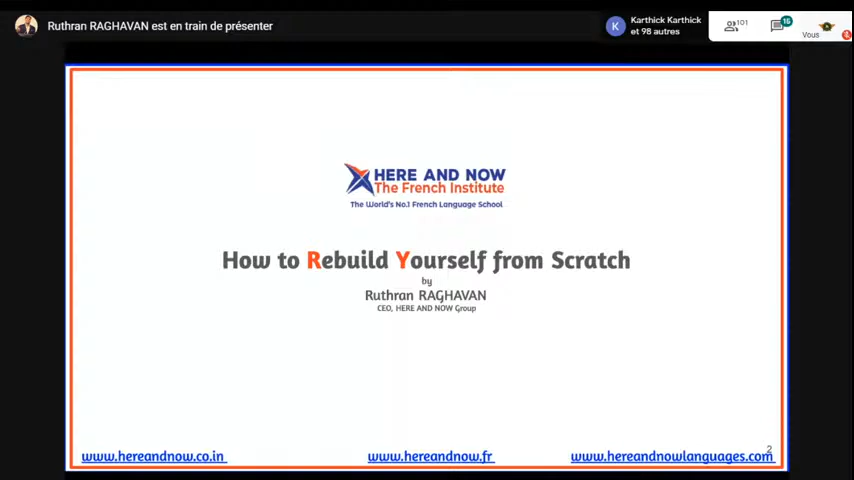 Ruthran RAGHAVAN est en train de présenter
K
Karthick Karthick
et 98 autres
101
16
Vous
HERE AND NOW
The French Institute
The World's No.1 French Language School
How to Rebuild Yourself from Scratch
by
Ruthran RAGHAVAN
CEO, HERE AND NOW Group
2
www.hereandnow.co.in
www.hereandnow.fr
www.hereandnowlanguages.com